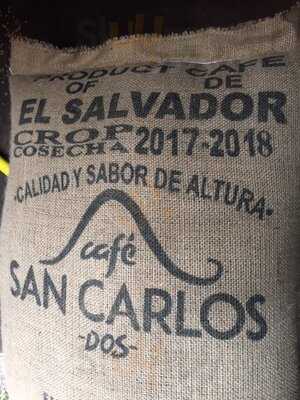 PRODUCT CAFE
OF DE
EL SALVADOR
CROP
COSECHA 2017-2018
·CALIDAD Y SABOR DE ALTURA·
café
SAN CARLOS
-DOS-